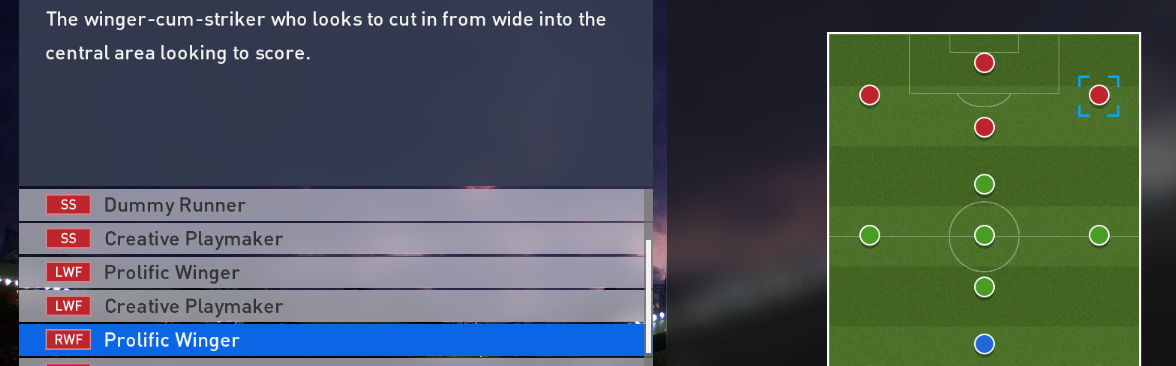 The winger-cum-striker who looks to cut in from wide into the
central area looking to score.
SS Dummy Runner
SS Creative Playmaker
LWF Prolific Winger
LWF Creative Playmaker
RWF Prolific Winger